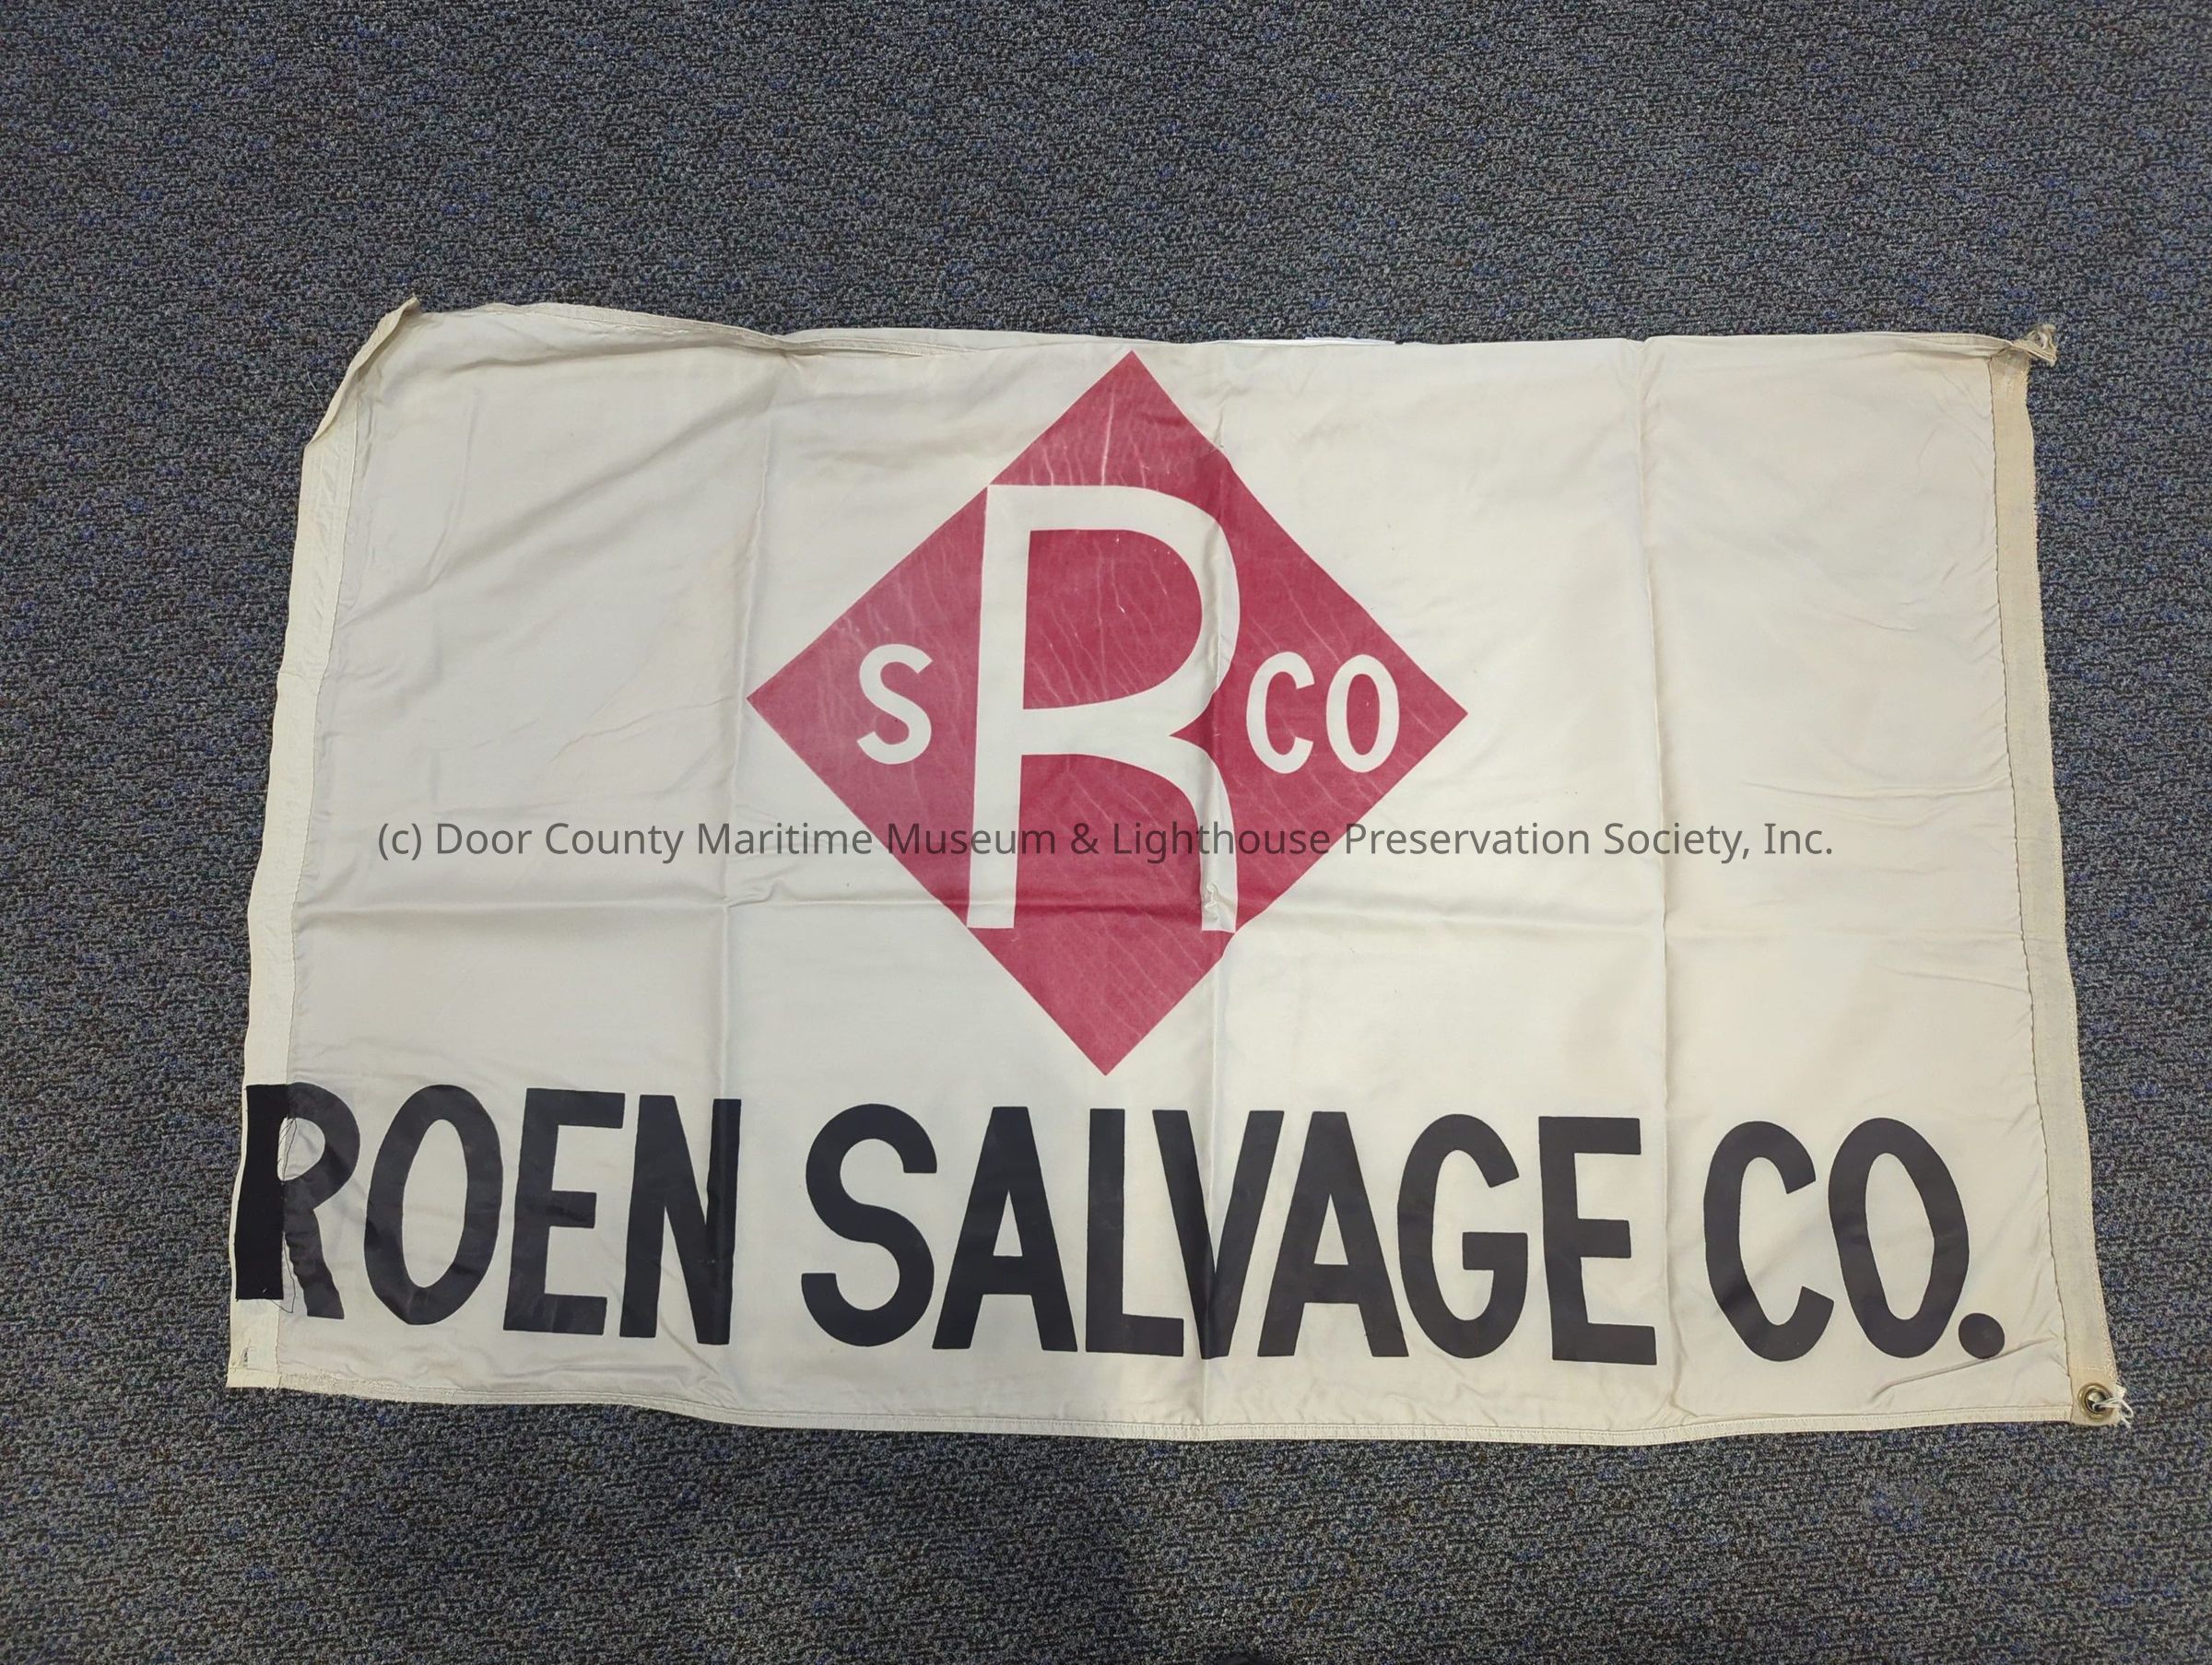 S R CO
(c) Door County Maritime Museum & Lighthouse Preservation Society, Inc.
ROEN SALVAGE CO.